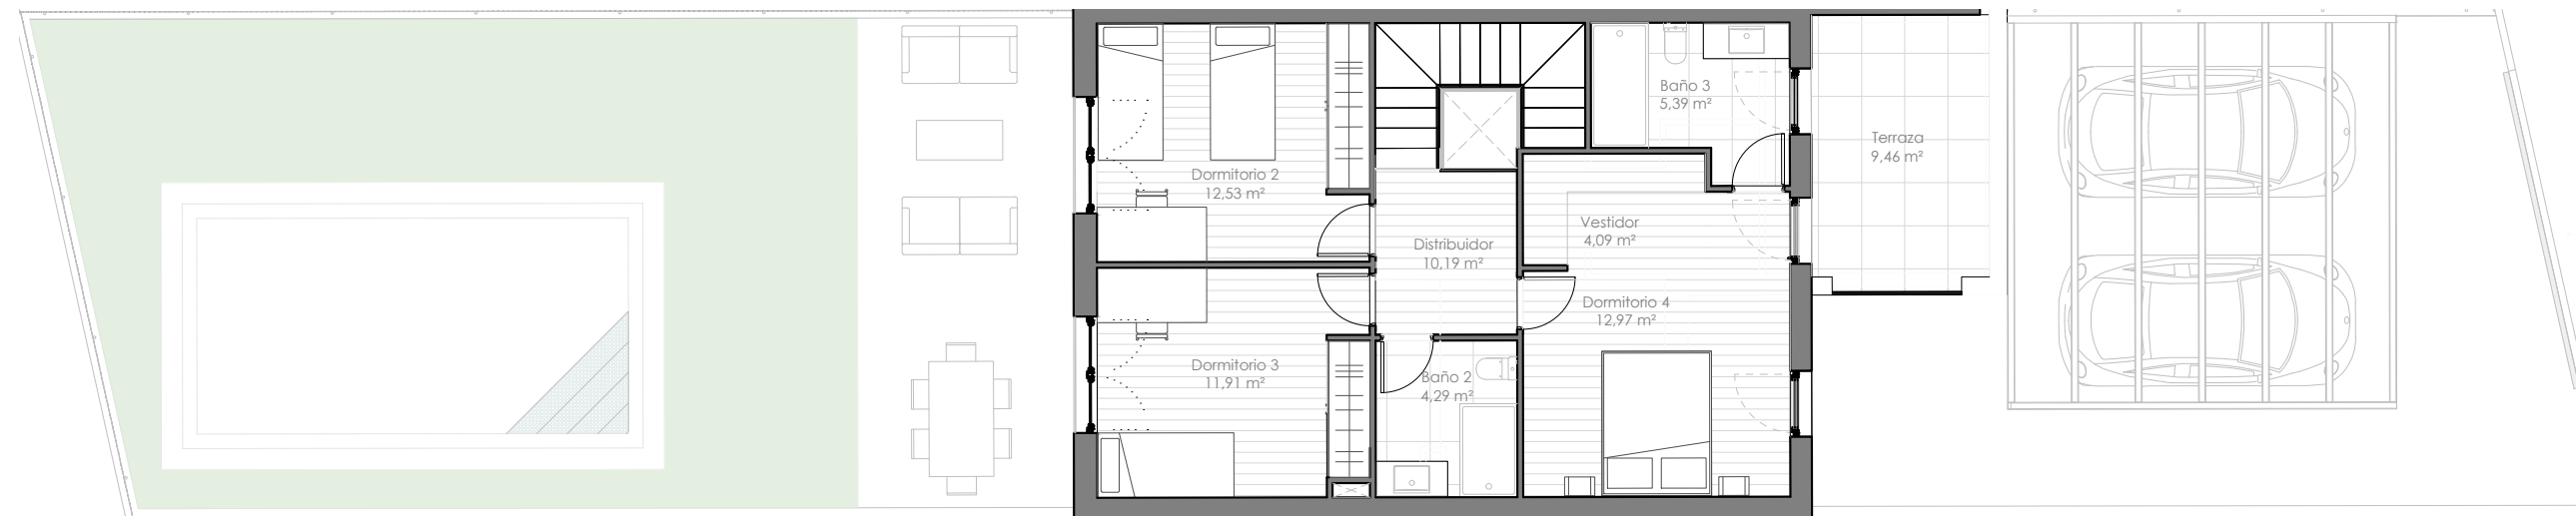 Baño 3
5,39 m²
Terraza
9,46 m²
Dormitorio 2
12,53 m²
Vestidor
4,09 m²
Distribuidor
10,19 m²
Dormitorio 4
12,97 m²
Dormitorio 3
11,91 m²
Baño 2
4,29 m²